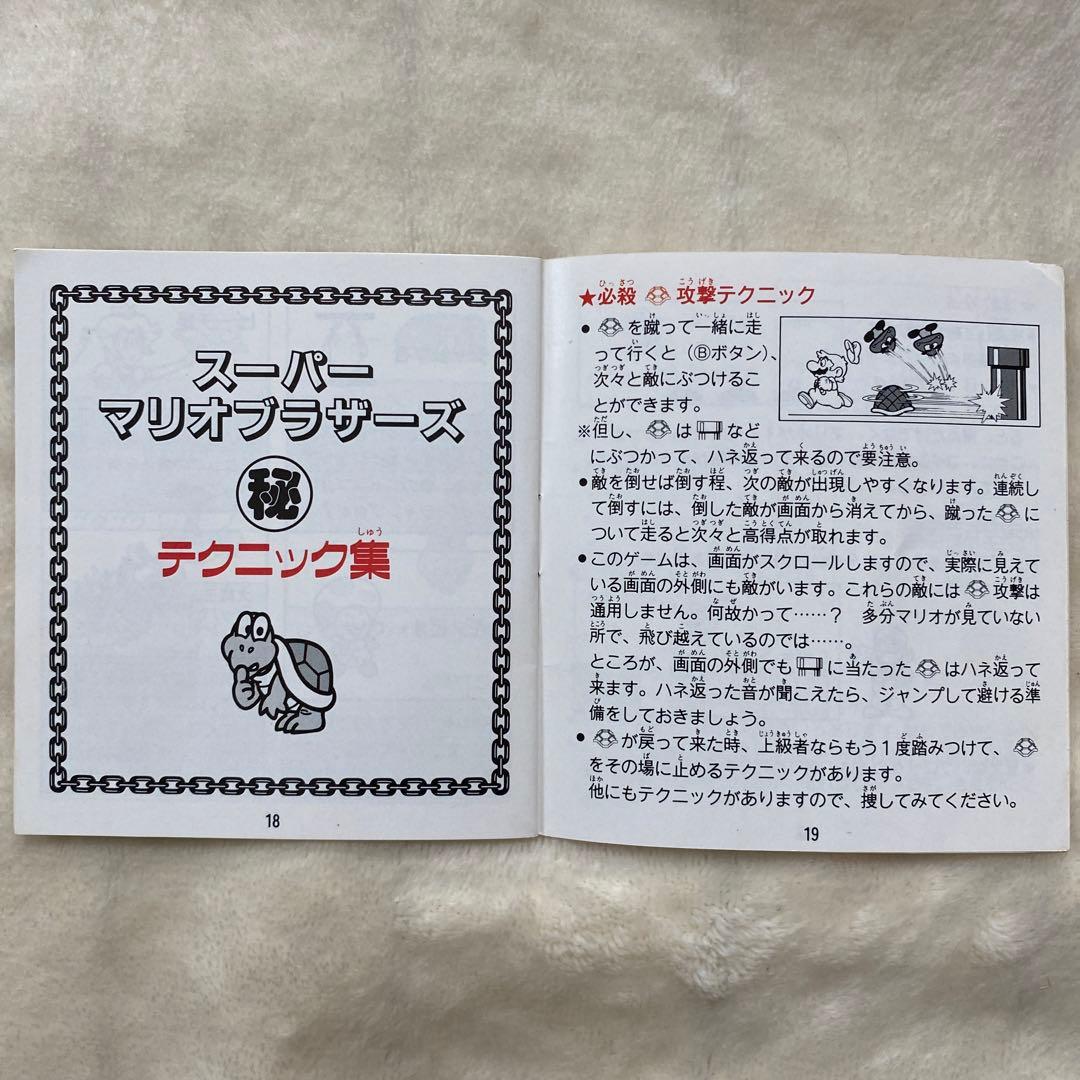 スーパー
マリオブラザーズ
秘
テクニック集
しゅう
18
★必殺 攻撃テクニック
ひっさつ こうげき
● を蹴って一緒に走
って行くと(Ⓑボタン)、
次々と敵にぶつけるこ
とができます。
※但し、 は など
にぶつかって、ハネ返って来るので要注意。
●敵を倒せば倒す程、次の敵が出現しやすくなります。連続し
て倒すには、倒した敵が画面から消えてから、蹴った に
ついて走ると次々と高得点が取れます。
●このゲームは、画面がスクロールしますので、実際に見えて
いる画面の外側にも敵がいます。これらの敵には 攻撃は
通用しません。何故かって……? 多分マリオが見ていない
所で、飛び越えているのでは……。
ところが、画面の外側でも に当たった はハネ返って
来ます。ハネ返った音が聞こえたら、ジャンプして避ける準
備をしておきましょう。
● が戻って来た時、上級者ならもう1度踏みつけて、
をその場に止めるテクニックがあります。
他にもテクニックがありますので、捜してみてください。
19